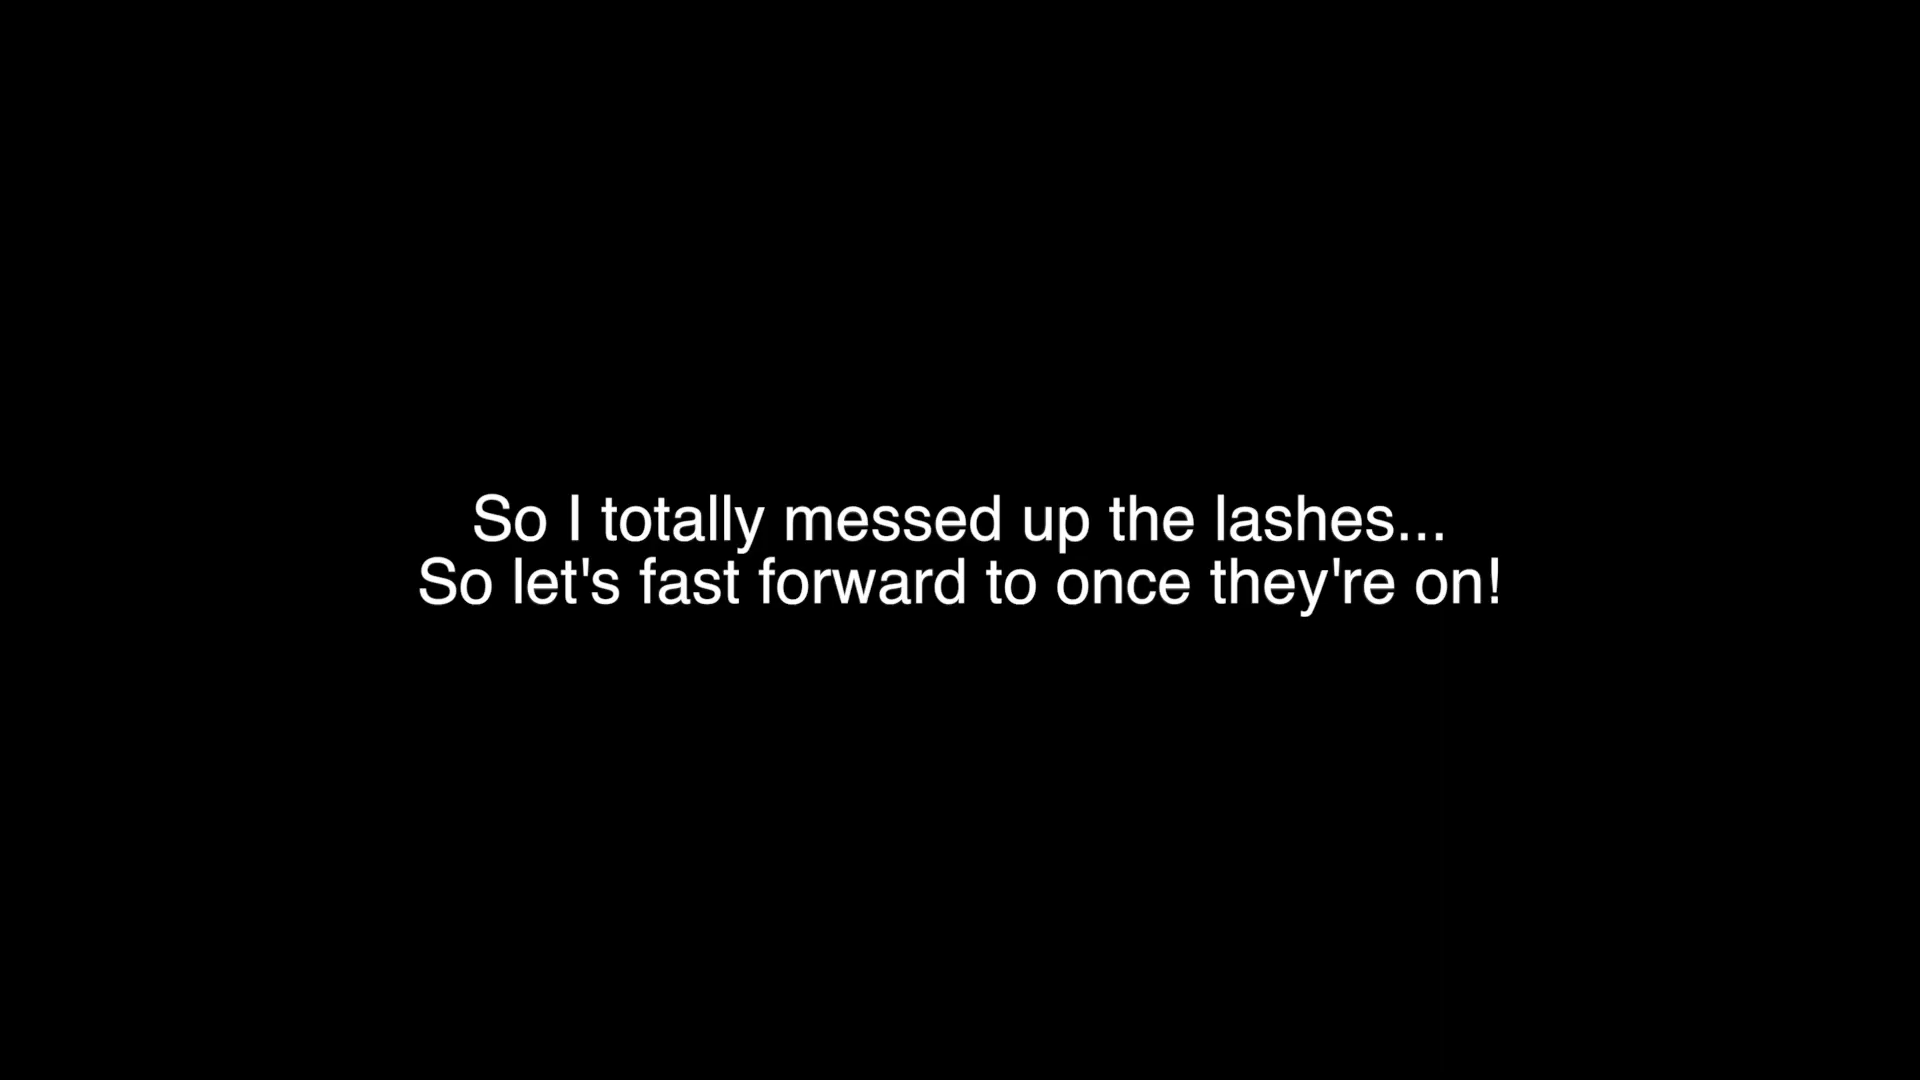 So I totally messed up the lashes...
So let's fast forward to once they're on!